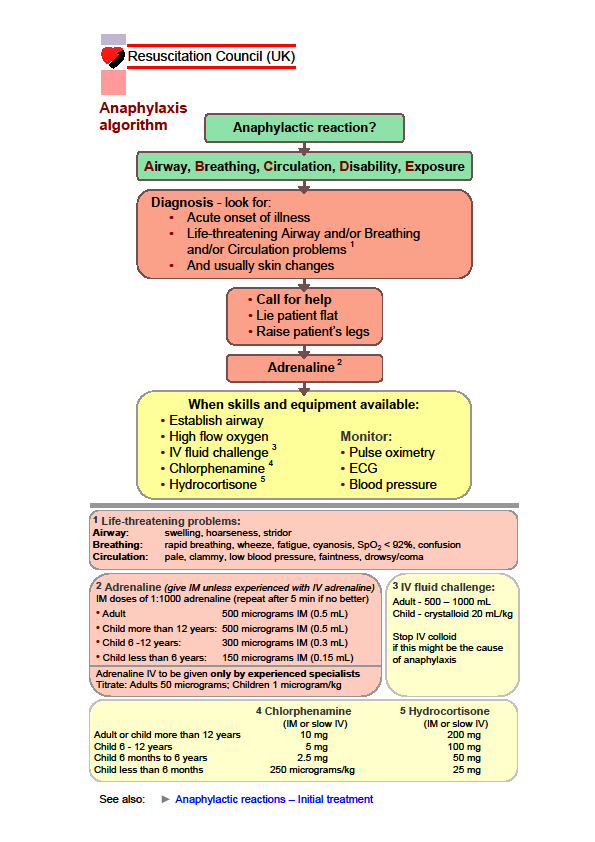 Resuscitation Council (UK)
Anaphylaxis
algorithm
Anaphylactic reaction?
Airway, Breathing, Circulation, Disability, Exposure
Diagnosis - look for:
• Acute onset of illness
• Life-threatening Airway and/or Breathing
and/or Circulation problems 1
• And usually skin changes
• Call for help
• Lie patient flat
• Raise patient's legs
Adrenaline 2
When skills and equipment available:
• Establish airway
• High flow oxygen
• IV fluid challenge 3
• Chlorphenamine 4
• Hydrocortisone 5
Monitor:
• Pulse oximetry
• ECG
• Blood pressure
1 Life-threatening problems:
Airway: swelling, hoarseness, stridor
Breathing: rapid breathing, wheeze, fatigue, cyanosis, SpO2 < 92%, confusion
Circulation: pale, clammy, low blood pressure, faintness, drowsy/coma
2 Adrenaline (give IM unless experienced with IV adrenaline)
IM doses of 1:1000 adrenaline (repeat after 5 min if no better)
• Adult 500 micrograms IM (0.5 mL)
• Child more than 12 years: 500 micrograms IM (0.5 mL)
• Child 6 -12 years: 300 micrograms IM (0.3 mL)
• Child less than 6 years: 150 micrograms IM (0.15 mL)
Adrenaline IV to be given only by experienced specialists
Titrate: Adults 50 micrograms; Children 1 microgram/kg
3 IV fluid challenge:
Adult - 500 – 1000 mL
Child - crystalloid 20 mL/kg
Stop IV colloid
if this might be the cause
of anaphylaxis
4 Chlorphenamine 5 Hydrocortisone
(IM or slow IV) (IM or slow IV)
Adult or child more than 12 years 10 mg 200 mg
Child 6 - 12 years 5 mg 100 mg
Child 6 months to 6 years 2.5 mg 50 mg
Child less than 6 months 250 micrograms/kg 25 mg
See also: ► Anaphylactic reactions – Initial treatment